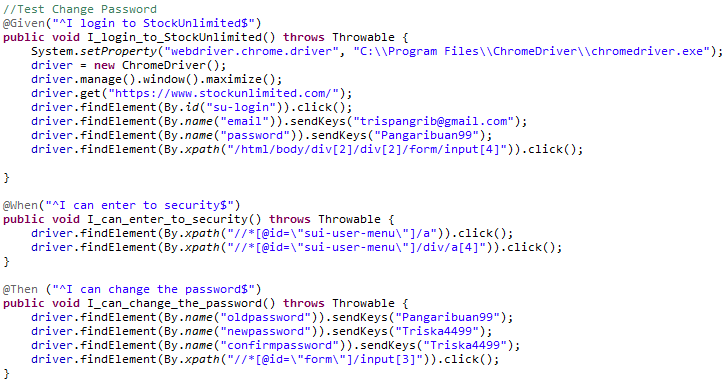 //Test Change Password
@Given("^I login to StockUnlimited$")
public void I_login_to_StockUnlimited() throws Throwable {
System.setProperty("webdriver.chrome.driver", "C:\\Program Files\\ChromeDriver\\chromedriver.exe");
driver = new ChromeDriver();
driver.manage().window().maximize();
driver.get("https://www.stockunlimited.com/");
driver.findElement(By.id("su-login")).click();
driver.findElement(By.name("email")).sendKeys("trispangrib@gmail.com");
driver.findElement(By.name("password")).sendKeys("Pangaribuan99");
driver.findElement(By.xpath("/html/body/div[2]/div[2]/form/input[4]")).click();
}
@When("^I can enter to security$")
public void I_can_enter_to_security() throws Throwable {
driver.findElement(By.xpath("//*[@id=\"sui-user-menu\"]/a")).click();
driver.findElement(By.xpath("//*[@id=\"sui-user-menu\"]/div/a[4]")).click();
}
@Then ("^I can change the password$")
public void I_can_change_the_password() throws Throwable {
driver.findElement(By.name("oldpassword")).sendKeys("Pangaribuan99");
driver.findElement(By.name("newpassword")).sendKeys("Triska4499");
driver.findElement(By.name("confirmpassword")).sendKeys("Triska4499");
driver.findElement(By.xpath("//*[@id=\"form\"]/input[3]")).click();
}